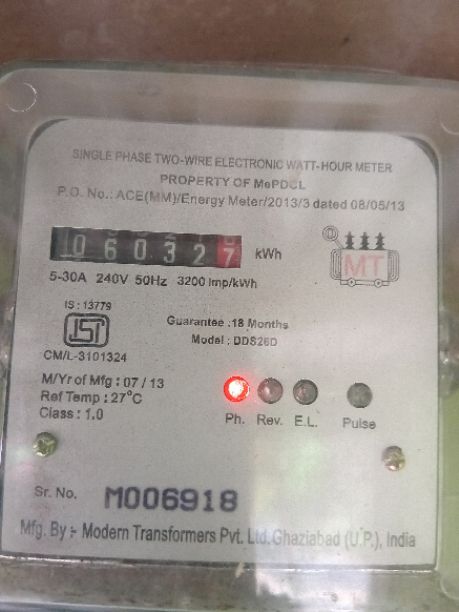 SINGLE PHASE TWO-WIRE ELECTRONIC WATT-HOUR METER
PROPERTY OF MePDCL
P.O. No.: ACE(MM)/Energy Meter/2013/3 dated 08/05/13
060327 kWh
MT
5-30A 240V 50Hz 3200 Imp/kWh
IS : 13779
ISI
CM/L-3101324
Guarantee : 18 Months
Model : DDS26D
M/Yr of Mfg : 07 / 13
Ref Temp : 27°C
Class : 1.0
Ph. Rev. E.L. Pulse
Sr. No. M006918
Mfg. By :- Modern Transformers Pvt. Ltd. Ghaziabad (U.P.), India